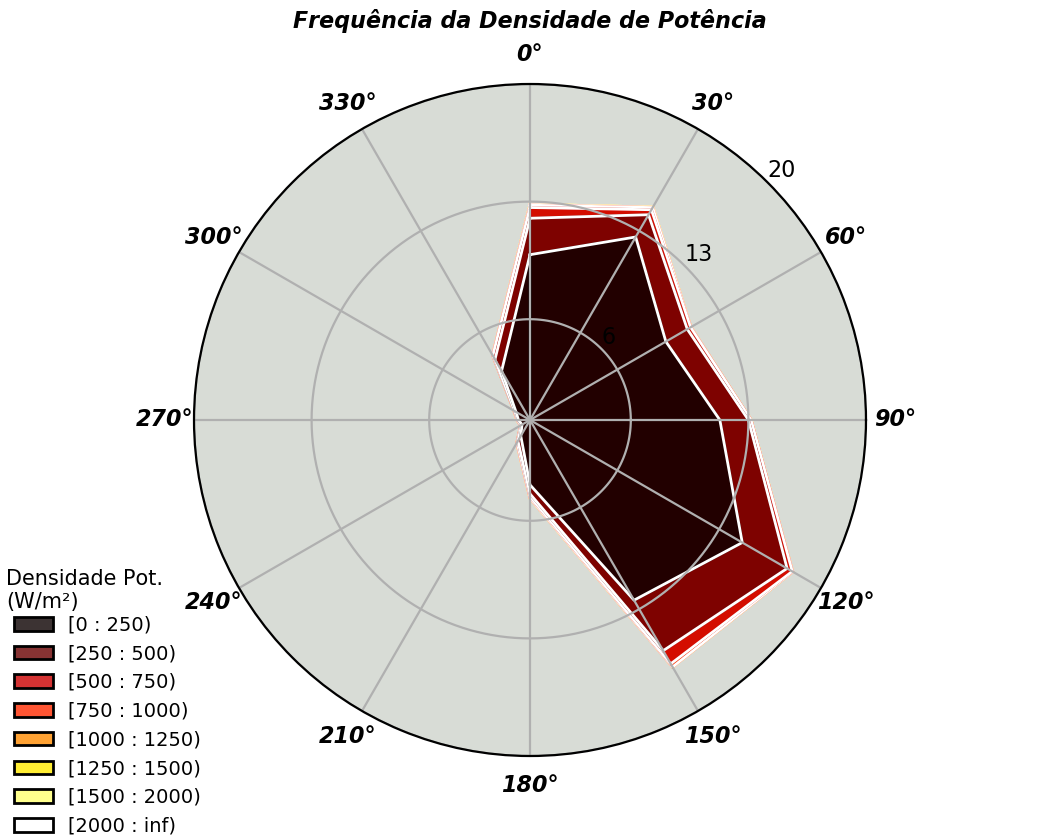 Frequência da Densidade de Potência
0°
330°
30°
20
300°
60°
13
6
270°
90°
240°
120°
210°
150°
180°
Densidade Pot.
(W/m²)
[0 : 250)
[250 : 500)
[500 : 750)
[750 : 1000)
[1000 : 1250)
[1250 : 1500)
[1500 : 2000)
[2000 : inf)